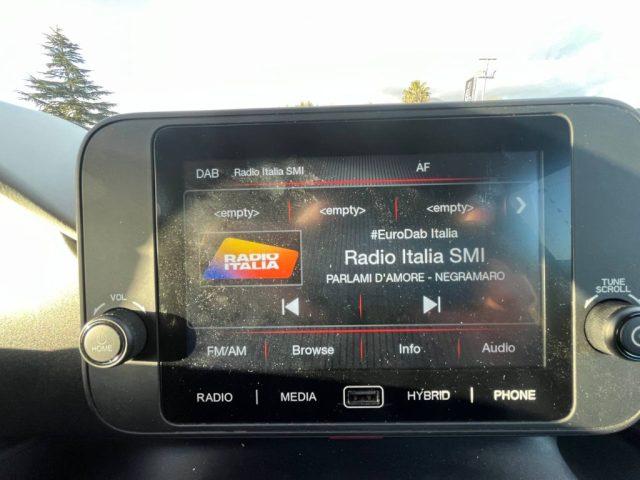 DAB Radio Italia SMI AF
<empty> <empty> <empty>
#EuroDab Italia
RADIO ITALIA
Radio Italia SMI
PARLAMI D'AMORE - NEGRAMARO
VOL
HOME
TUNE
SCROLL
FM/AM Browse Info Audio
RADIO MEDIA HYBRID PHONE